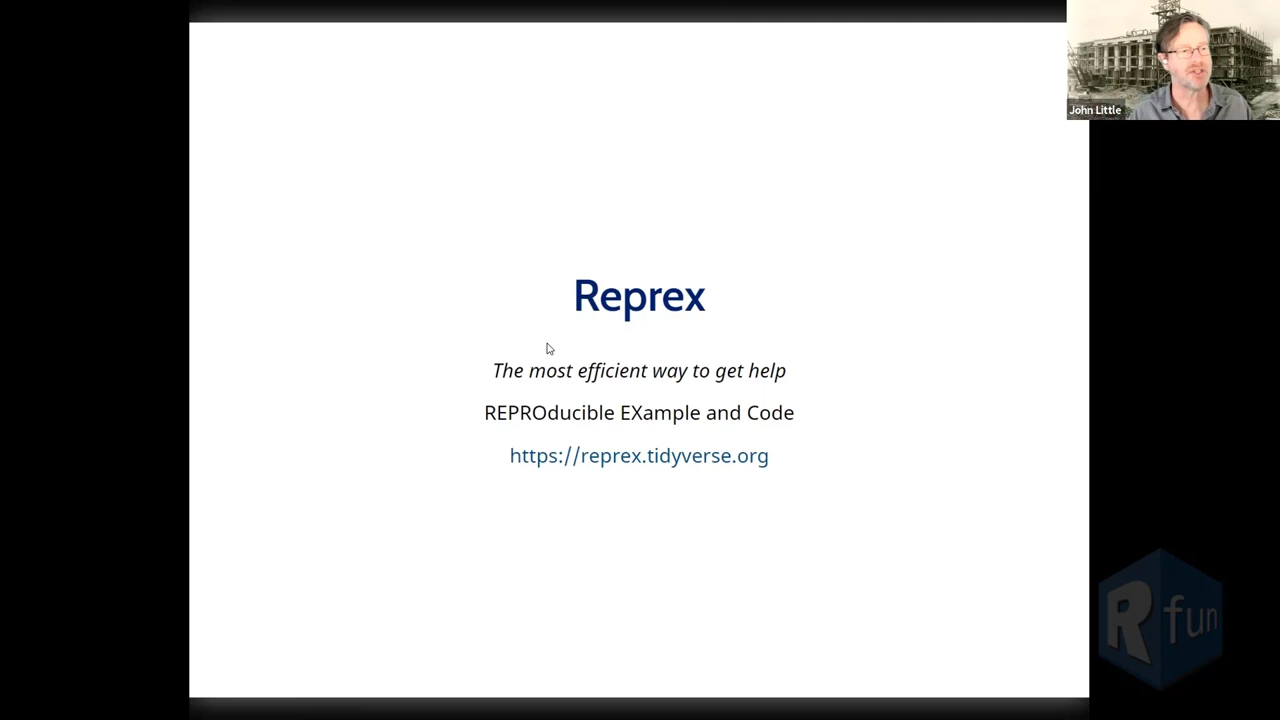 John Little
Reprex
The most efficient way to get help
REPROducible EXample and Code
https://reprex.tidyverse.org
R fun